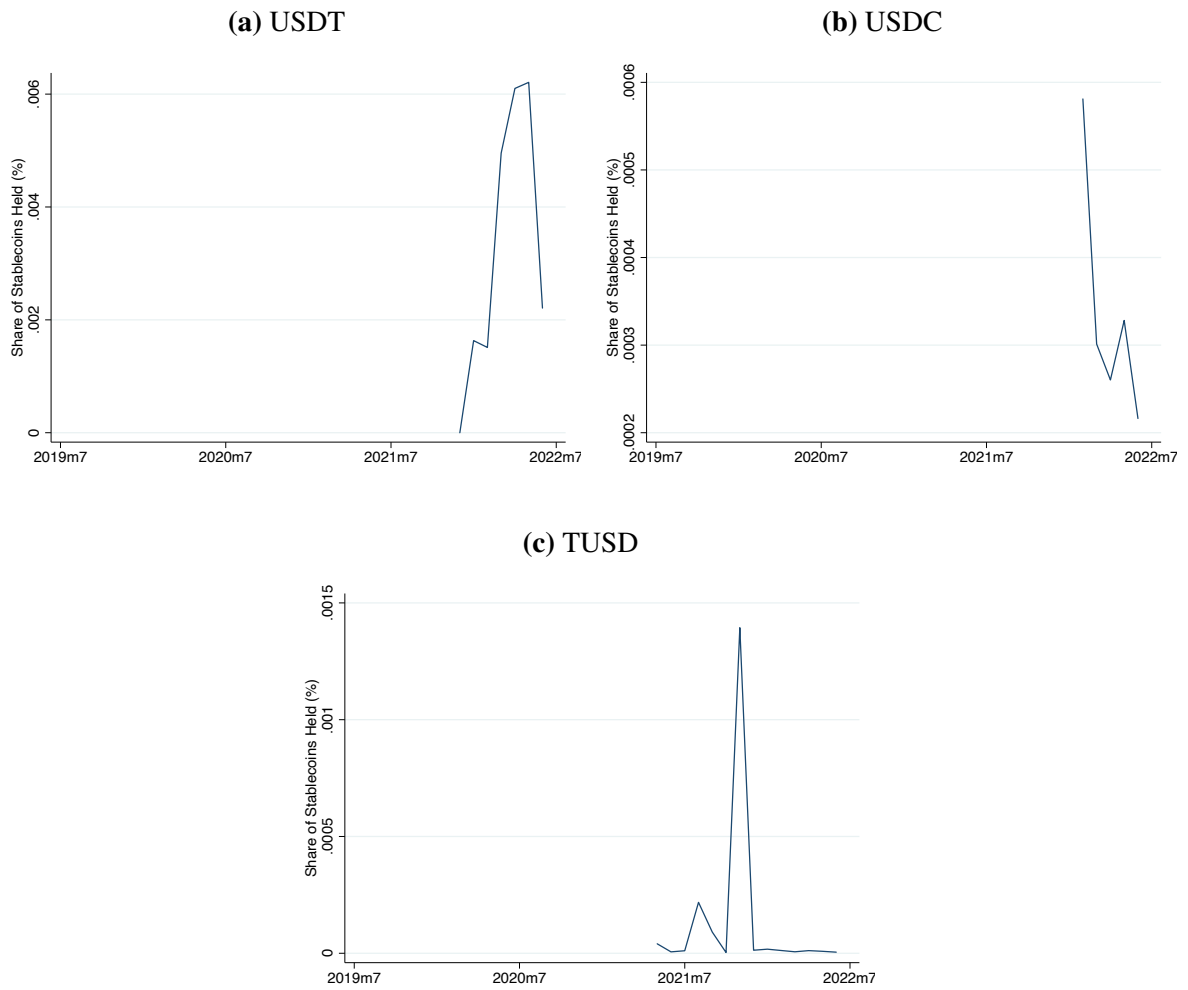 (a) USDT
Share of Stablecoins Held (%)
.006
.004
.002
0
2019m7 2020m7 2021m7 2022m7
(b) USDC
Share of Stablecoins Held (%)
.0006
.0005
.0004
.0003
.0002
2019m7 2020m7 2021m7 2022m7
(c) TUSD
Share of Stablecoins Held (%)
.0015
.001
.0005
0
2019m7 2020m7 2021m7 2022m7